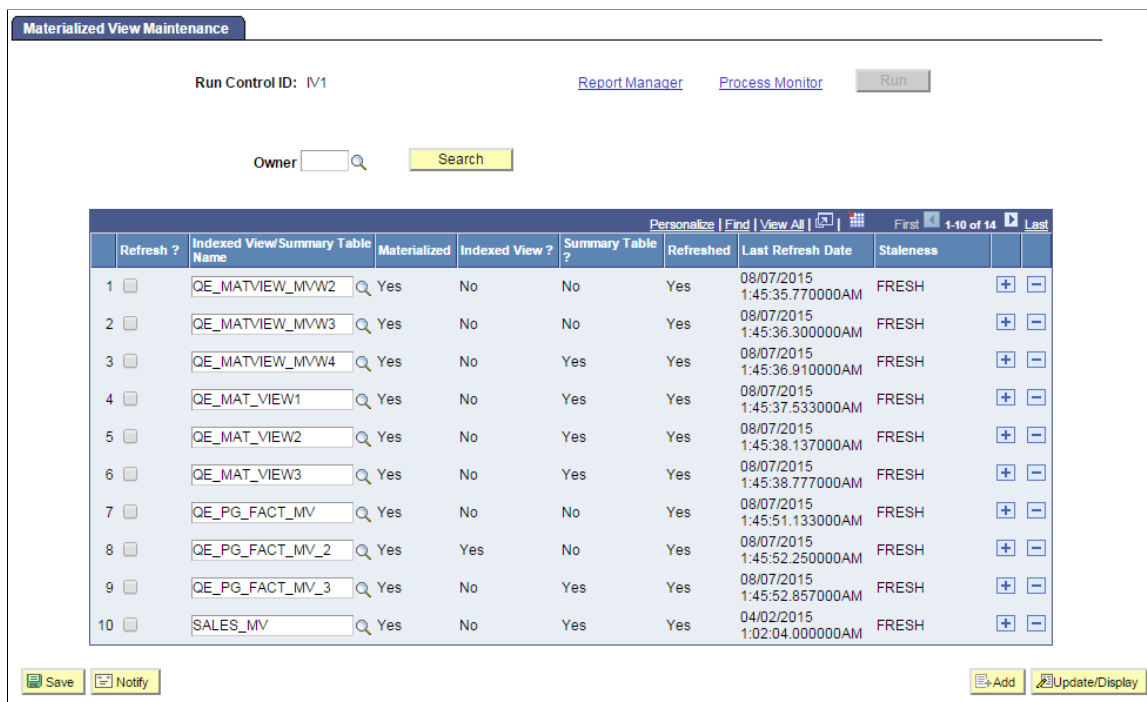 Materialized View Maintenance
Run Control ID: IV1 Report Manager Process Monitor Run
Owner Search
Personalize | Find | View All | | First 1-10 of 14 Last
Refresh ? Indexed View/Summary Table Name Materialized Indexed View ? Summary Table ? Refreshed Last Refresh Date Staleness
1 QE_MATVIEW_MVW2 Yes No No Yes 08/07/2015 1:45:35.770000AM FRESH
2 QE_MATVIEW_MVW3 Yes No No Yes 08/07/2015 1:45:36.300000AM FRESH
3 QE_MATVIEW_MVW4 Yes No Yes Yes 08/07/2015 1:45:36.910000AM FRESH
4 QE_MAT_VIEW1 Yes No Yes Yes 08/07/2015 1:45:37.533000AM FRESH
5 QE_MAT_VIEW2 Yes No Yes Yes 08/07/2015 1:45:38.137000AM FRESH
6 QE_MAT_VIEW3 Yes No Yes Yes 08/07/2015 1:45:38.777000AM FRESH
7 QE_PG_FACT_MV Yes No No Yes 08/07/2015 1:45:51.133000AM FRESH
8 QE_PG_FACT_MV_2 Yes Yes No Yes 08/07/2015 1:45:52.250000AM FRESH
9 QE_PG_FACT_MV_3 Yes No Yes Yes 08/07/2015 1:45:52.857000AM FRESH
10 SALES_MV Yes No Yes Yes 04/02/2015 1:02:04.000000AM FRESH
Save Notify Add Update/Display